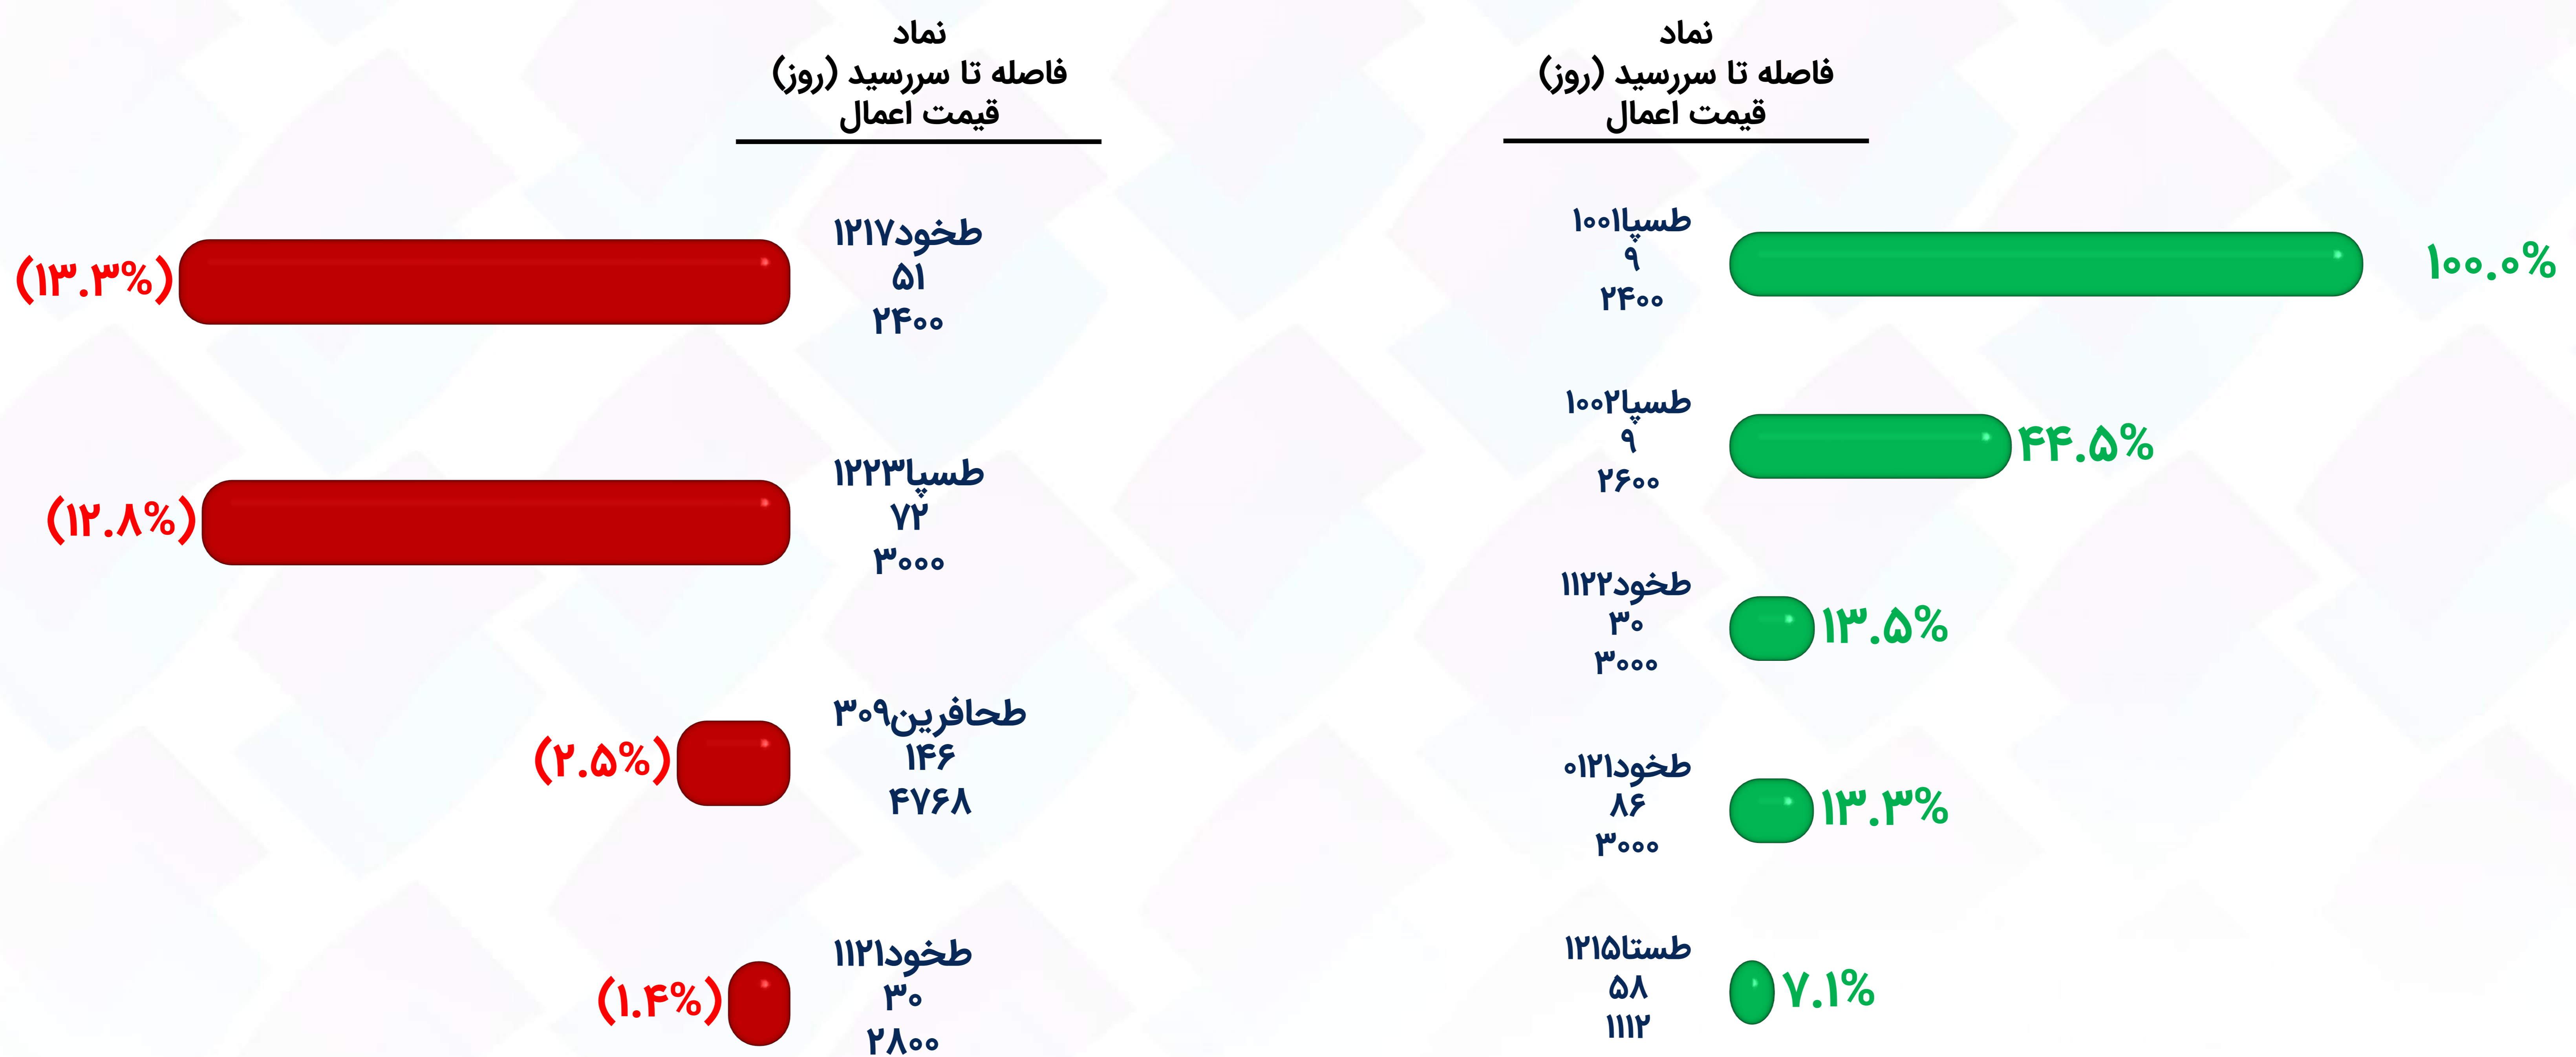 نماد
فاصله تا سررسید (روز)
قیمت اعمال
طسپا۱۰۰۱
۹
۲۴۰۰
۱۰۰.۰%
طسپا۱۰۰۲
۹
۲۶۰۰
۴۴.۵%
طخود۱۱۲۲
۳۰
۳۰۰۰
۱۳.۵%
طخود۰۱۲۱
۸۶
۳۰۰۰
۱۳.۳%
طستا۱۲۱۵
۵۸
۱۱۱۲
۷.۱%
نماد
فاصله تا سررسید (روز)
قیمت اعمال
طخود۱۲۱۷
۵۱
۲۴۰۰
(۱۳.۳%)
طسپا۱۲۲۳
۷۲
۳۰۰۰
(۱۲.۸%)
طحافرین۳۰۹
۱۴۶
۴۷۶۸
(۲.۵%)
طخود۱۱۲۱
۳۰
۲۸۰۰
(۱.۴%)